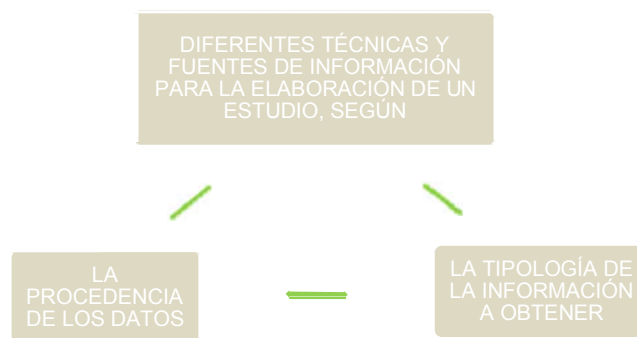 DIFERENTES TÉCNICAS Y
FUENTES DE INFORMACIÓN
PARA LA ELABORACIÓN DE UN
ESTUDIO, SEGÚN
LA
PROCEDENCIA
DE LOS DATOS
LA TIPOLOGÍA DE
LA INFORMACIÓN
A OBTENER